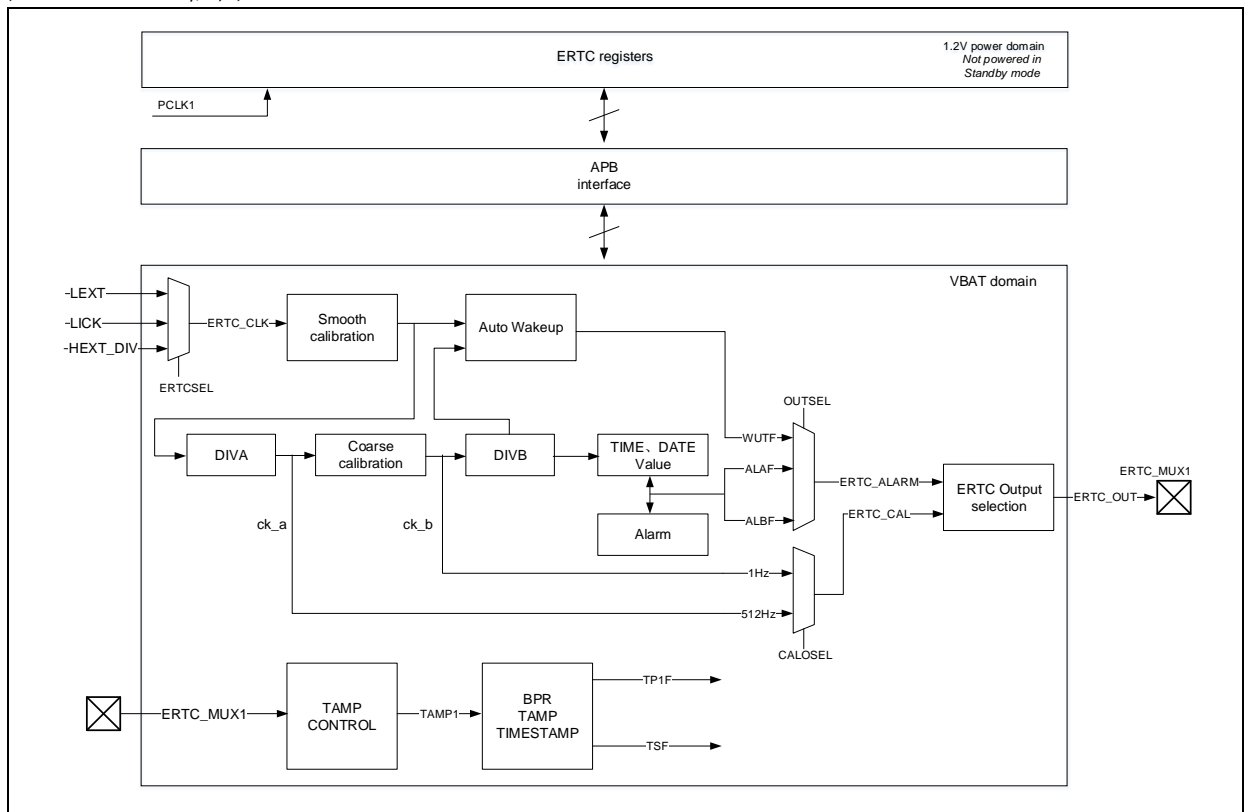 ERTC registers
1.2V power domain
Not powered in
Standby mode
PCLK1
APB
interface
VBAT domain
-LEXT
-LICK
-HEXT_DIV
ERTC_CLK
ERTCSEL
Smooth
calibration
Auto Wakeup
OUTSEL
DIVA
Coarse
calibration
DIVB
TIME、DATE
Value
WUTF
ALAF
ALBF
ERTC_ALARM
ERTC_CAL
ERTC Output
selection
ERTC_MUX1
ERTC_OUT
ck_a
ck_b
Alarm
1Hz
512Hz
CALOSEL
ERTC_MUX1
TAMP
CONTROL
TAMP1
BPR
TAMP
TIMESTAMP
TP1F
TSF